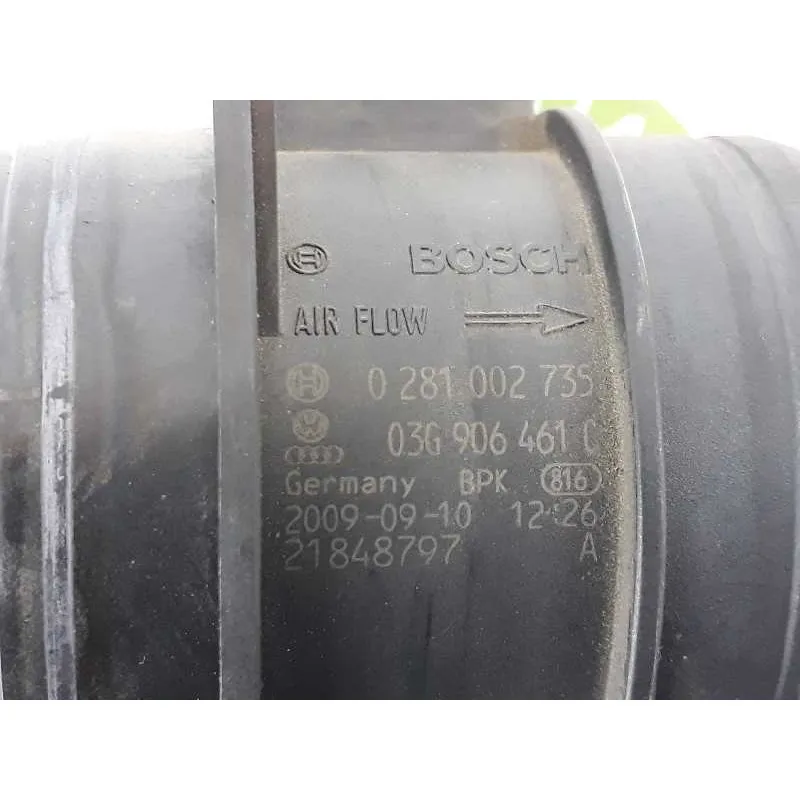 BOSCH
AIR FLOW
0 281 002 735
03G 906 461 C
Germany BPK 816
2009-09-10 12:26
21848797 A